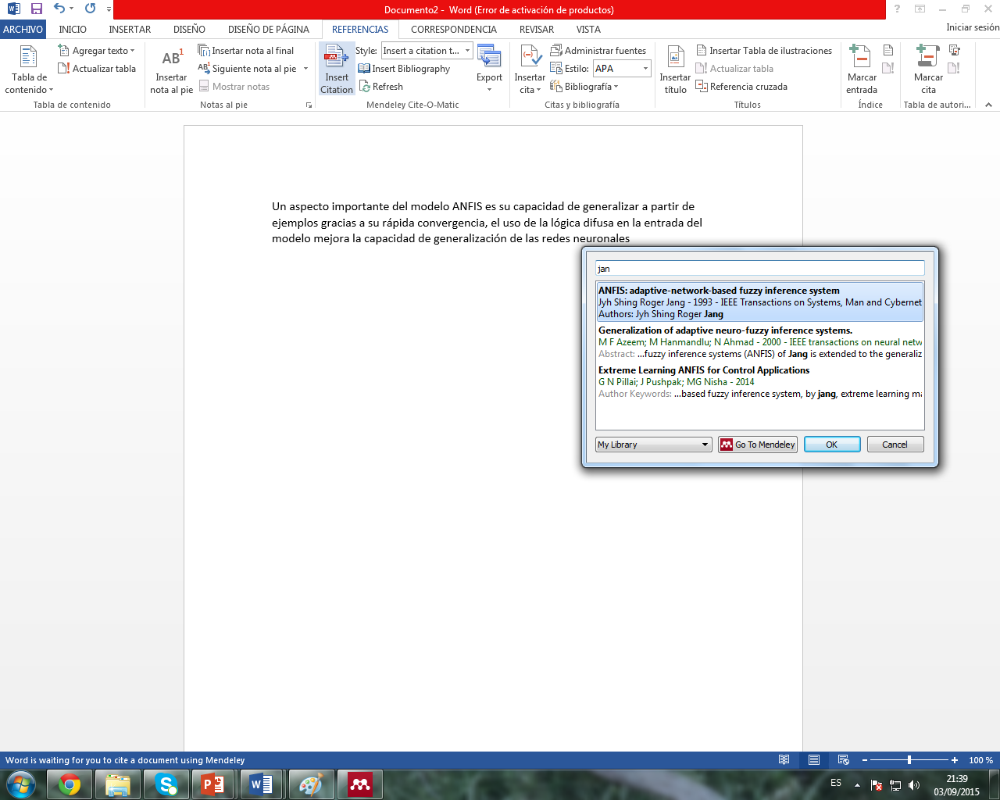 Documento2 - Word (Error de activación de productos)
ARCHIVO INICIO INSERTAR DISEÑO DISEÑO DE PÁGINA REFERENCIAS CORRESPONDENCIA REVISAR VISTA Iniciar sesión
Tabla de contenido
Agregar texto
Actualizar tabla
Tabla de contenido
AB1
Insertar nota al pie
Insertar nota al final
Siguiente nota al pie
Mostrar notas
Notas al pie
Insert Citation
Style: Insert a citation t...
Insert Bibliography
Refresh
Export
Mendeley Cite-O-Matic
Insertar cita
Administrar fuentes
Estilo: APA
Bibliografía
Citas y bibliografía
Insertar título
Insertar Tabla de ilustraciones
Actualizar tabla
Referencia cruzada
Títulos
Marcar entrada
Índice
Marcar cita
Tabla de autori...
Un aspecto importante del modelo ANFIS es su capacidad de generalizar a partir de
ejemplos gracias a su rápida convergencia, el uso de la lógica difusa en la entrada del
modelo mejora la capacidad de generalización de las redes neuronales
jan
ANFIS: adaptive-network-based fuzzy inference system
Jyh Shing Roger Jang - 1993 - IEEE Transactions on Systems, Man and Cybernet
Authors: Jyh Shing Roger Jang
Generalization of adaptive neuro-fuzzy inference systems.
M F Azeem; M Hanmandlu; N Ahmad - 2000 - IEEE transactions on neural netw
Abstract: ...fuzzy inference systems (ANFIS) of Jang is extended to the generaliz
Extreme Learning ANFIS for Control Applications
G N Pillai; J Pushpak; MG Nisha - 2014
Author Keywords: ...based fuzzy inference system, by jang, extreme learning ma
My Library Go To Mendeley OK Cancel
Word is waiting for you to cite a document using Mendeley 100 %
ES 21:39
03/09/2015